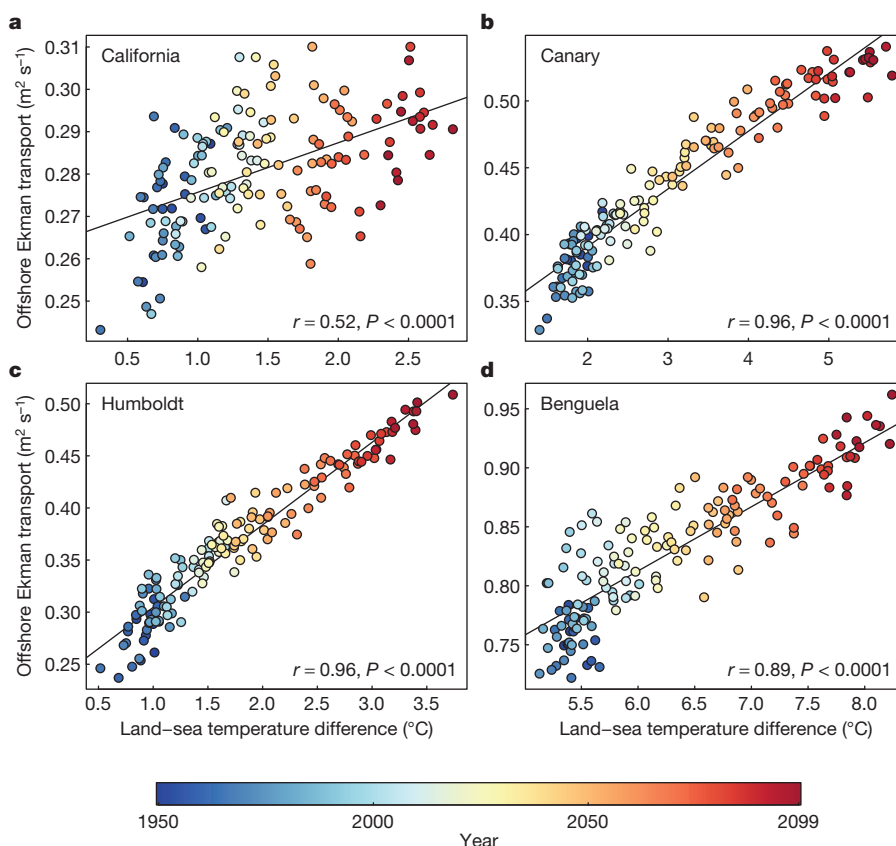 a
California
Offshore Ekman transport (m² s⁻¹)
0.31
0.30
0.29
0.28
0.27
0.26
0.25
0.5 1.0 1.5 2.0 2.5
r = 0.52, P < 0.0001
b
Canary
0.50
0.45
0.40
0.35
2 3 4 5
r = 0.96, P < 0.0001
c
Humboldt
Offshore Ekman transport (m² s⁻¹)
0.50
0.45
0.40
0.35
0.30
0.25
r = 0.96, P < 0.0001
0.5 1.0 1.5 2.0 2.5 3.0 3.5
Land–sea temperature difference (°C)
d
Benguela
0.95
0.90
0.85
0.80
0.75
r = 0.89, P < 0.0001
5.5 6.0 6.5 7.0 7.5 8.0
Land–sea temperature difference (°C)
1950 2000 2050 2099
Year